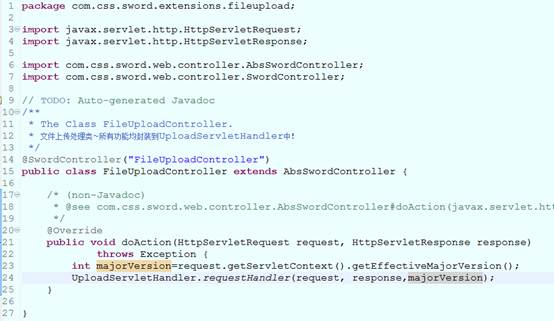 1 package com.css.sword.extensions.fileupload;
2
3 import javax.servlet.http.HttpServletRequest;
4 import javax.servlet.http.HttpServletResponse;
5
6 import com.css.sword.web.controller.AbsSwordController;
7 import com.css.sword.web.controller.SwordController;
8
9 // TODO: Auto-generated Javadoc
10 /**
11  * The Class FileUploadController.
12  * 文件上传处理类~所有功能均封装到UploadServletHandler中!
13  */
14 @SwordController("FileUploadController")
15 public class FileUploadController extends AbsSwordController {
16
17     /* (non-Javadoc)
18      * @see com.css.sword.web.controller.AbsSwordController#doAction(javax.servlet.htt
19      */
20     @Override
21     public void doAction(HttpServletRequest request, HttpServletResponse response)
22             throws Exception {
23         int majorVersion=request.getServletContext().getEffectiveMajorVersion();
24         UploadServletHandler.requestHandler(request, response,majorVersion);
25     }
26
27 }